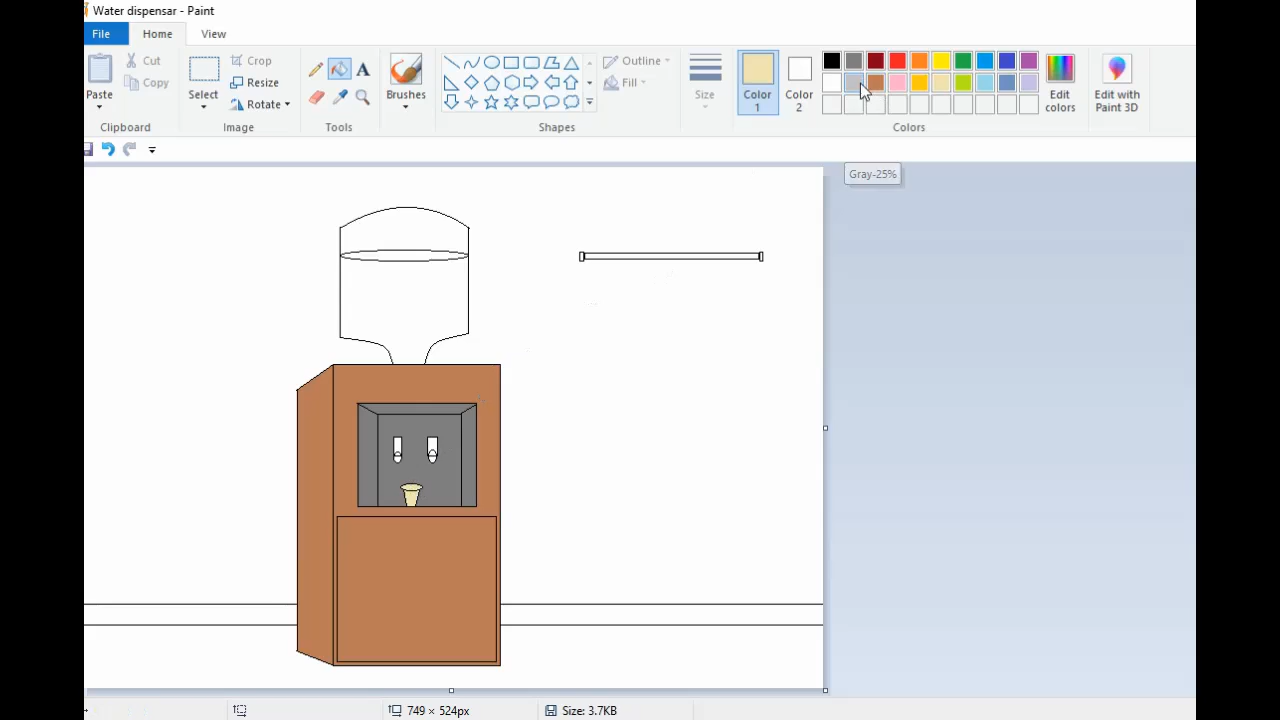 Water dispensar - Paint
File Home View
Cut Crop Outline
Copy Resize Fill
Paste Select Rotate Brushes Size Color 1 Color 2 Edit colors Edit with Paint 3D
Clipboard Image Tools Shapes Colors
Gray-25%
749 × 524px Size: 3.7KB